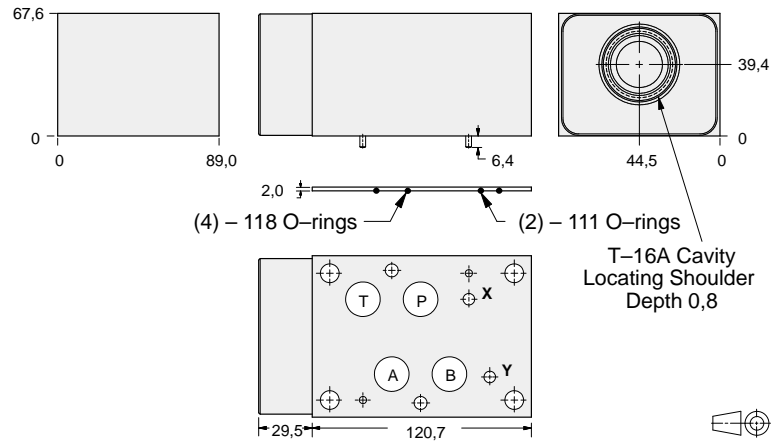 67,6
0
0
89,0
6,4
39,4
0
44,5
0
2,0
(4) – 118 O–rings
(2) – 111 O–rings
T–16A Cavity
Locating Shoulder
Depth 0,8
T
P
X
A
B
Y
29,5
120,7